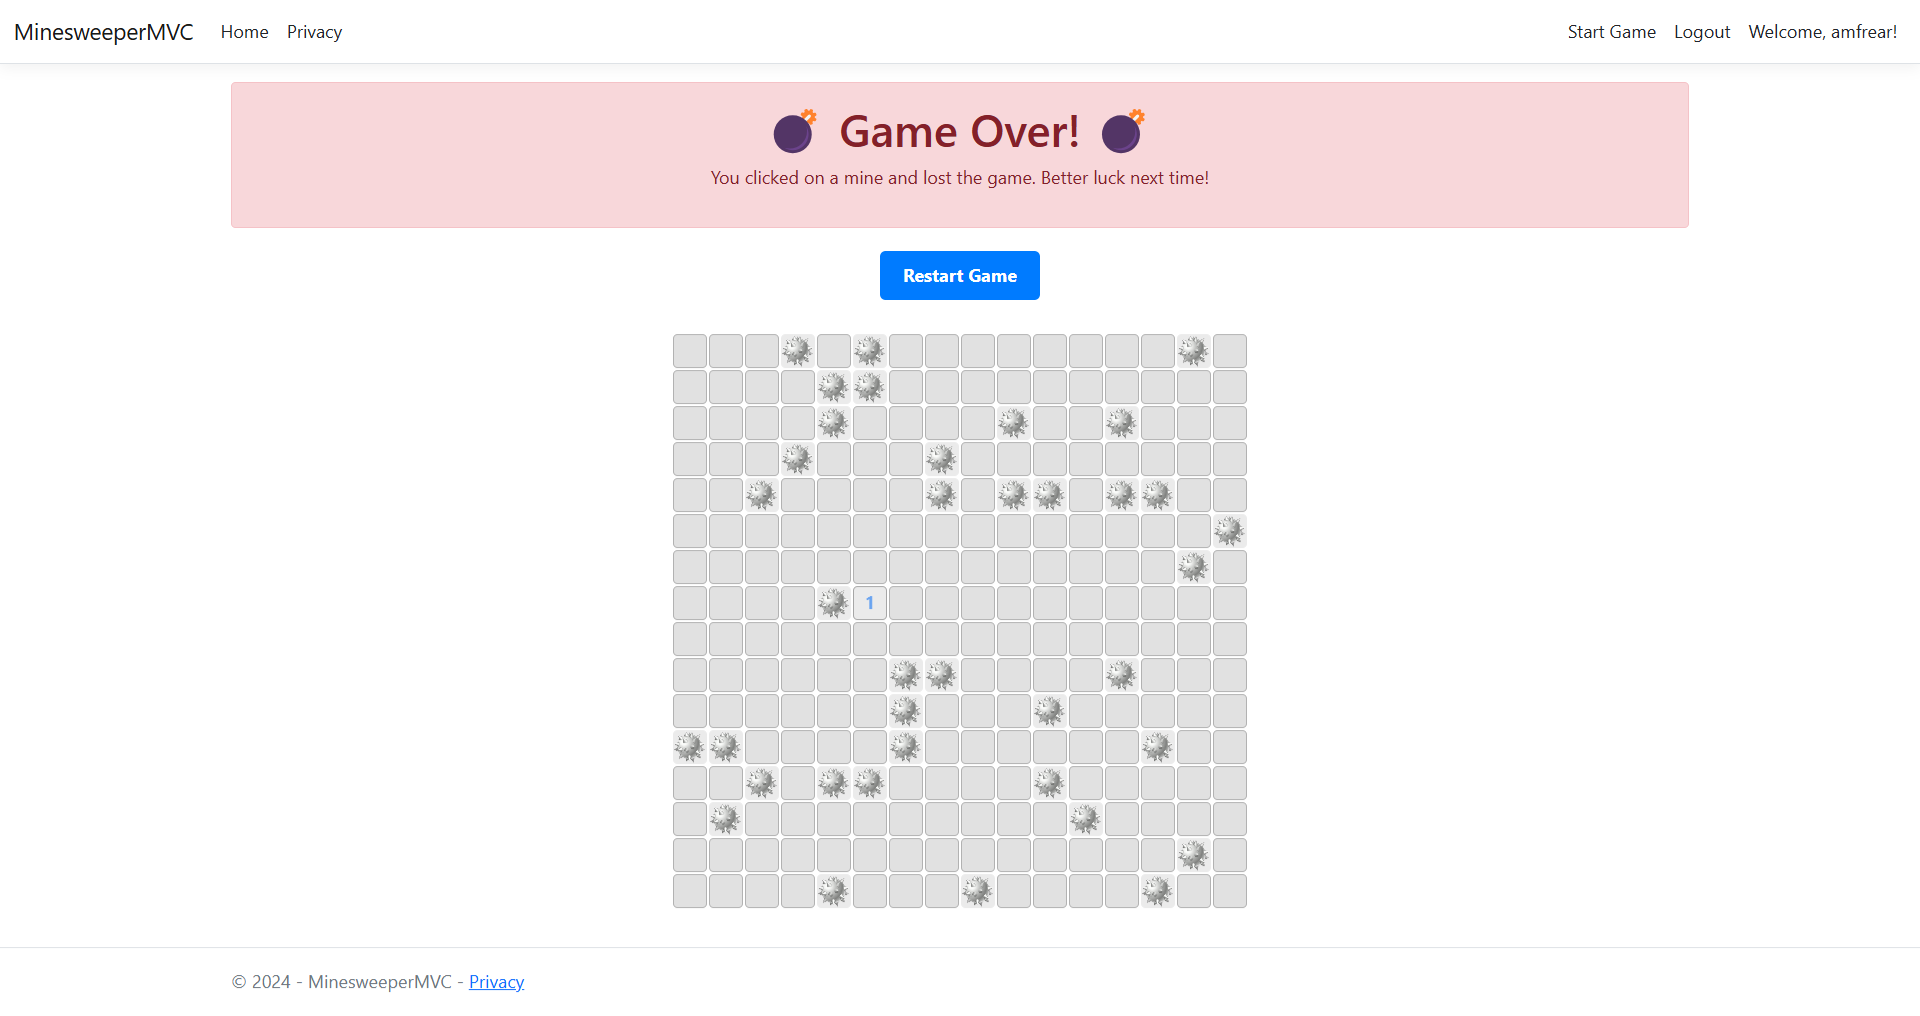 MinesweeperMVC Home Privacy Start Game Logout Welcome, amfrear!
Game Over!
You clicked on a mine and lost the game. Better luck next time!
Restart Game
1
© 2024 - MinesweeperMVC - Privacy